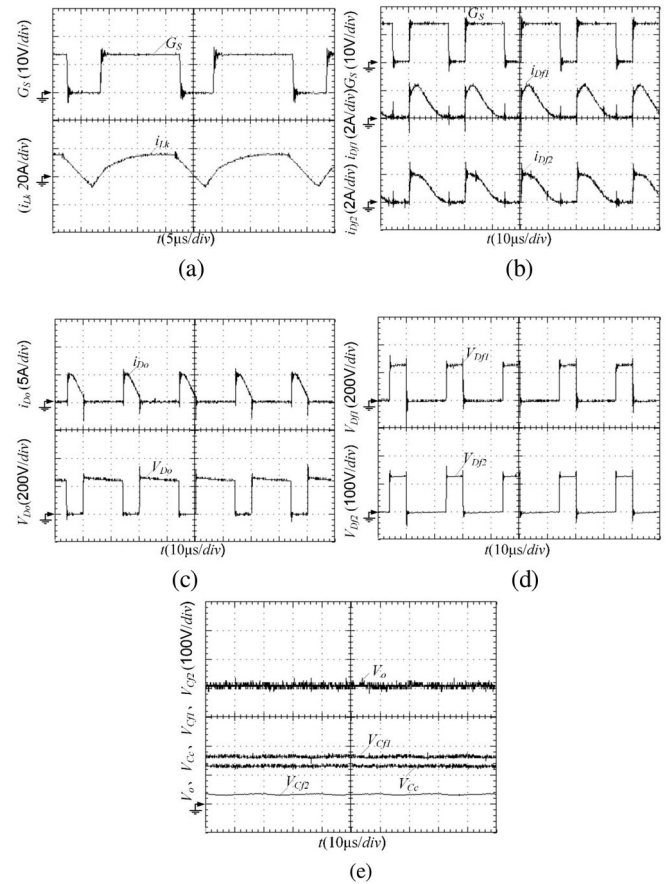 G_S (10V/div)
G_S
(i_Lk 20A/div)
i_Lk
t(5μs/div)
(a)
i_Df2 (2A/div) i_Df1 (2A/div)G_S (10V/div)
G_S
i_Df1
i_Df2
t(10μs/div)
(b)
i_Do (5A/div)
i_Do
V_Do(200V/div)
V_Do
t(10μs/div)
(c)
V_Df1 (200V/div)
V_Df1
V_Df2 (100V/div)
V_Df2
t(10μs/div)
(d)
V_o、 V_Cc、 V_Cf1、 V_Cf2 (100V/div)
V_o
V_Cf1
V_Cf2
V_Cc
t(10μs/div)
(e)